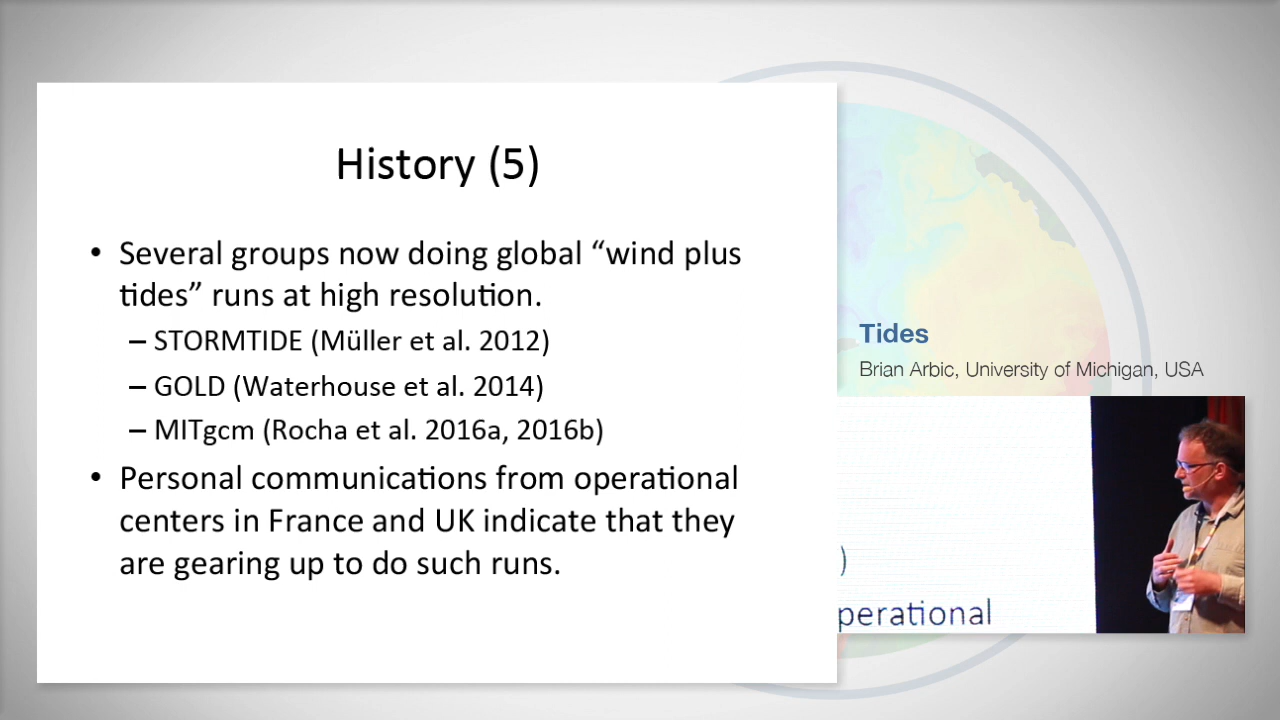 History (5)
• Several groups now doing global “wind plus
tides” runs at high resolution.
– STORMTIDE (Müller et al. 2012)
– GOLD (Waterhouse et al. 2014)
– MITgcm (Rocha et al. 2016a, 2016b)
• Personal communications from operational
centers in France and UK indicate that they
are gearing up to do such runs.
Tides
Brian Arbic, University of Michigan, USA
)
perational